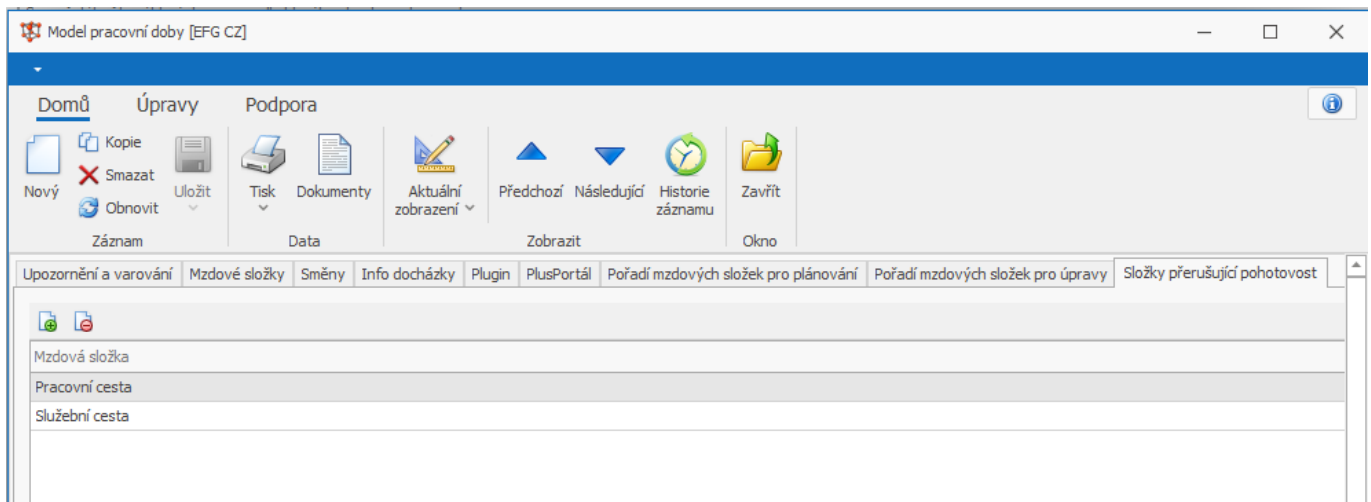 Model pracovní doby [EFG CZ]
Domů Úpravy Podpora
Nový
Kopie
Smazat
Obnovit
Uložit
Tisk
Dokumenty
Aktuální
zobrazení
Předchozí
Následující
Historie
záznamu
Zavřít
Záznam Data Zobrazit Okno
Upozornění a varování Mzdové složky Směny Info docházky Plugin PlusPortál Pořadí mzdových složek pro plánování Pořadí mzdových složek pro úpravy Složky přerušující pohotovost
Mzdová složka
Pracovní cesta
Služební cesta